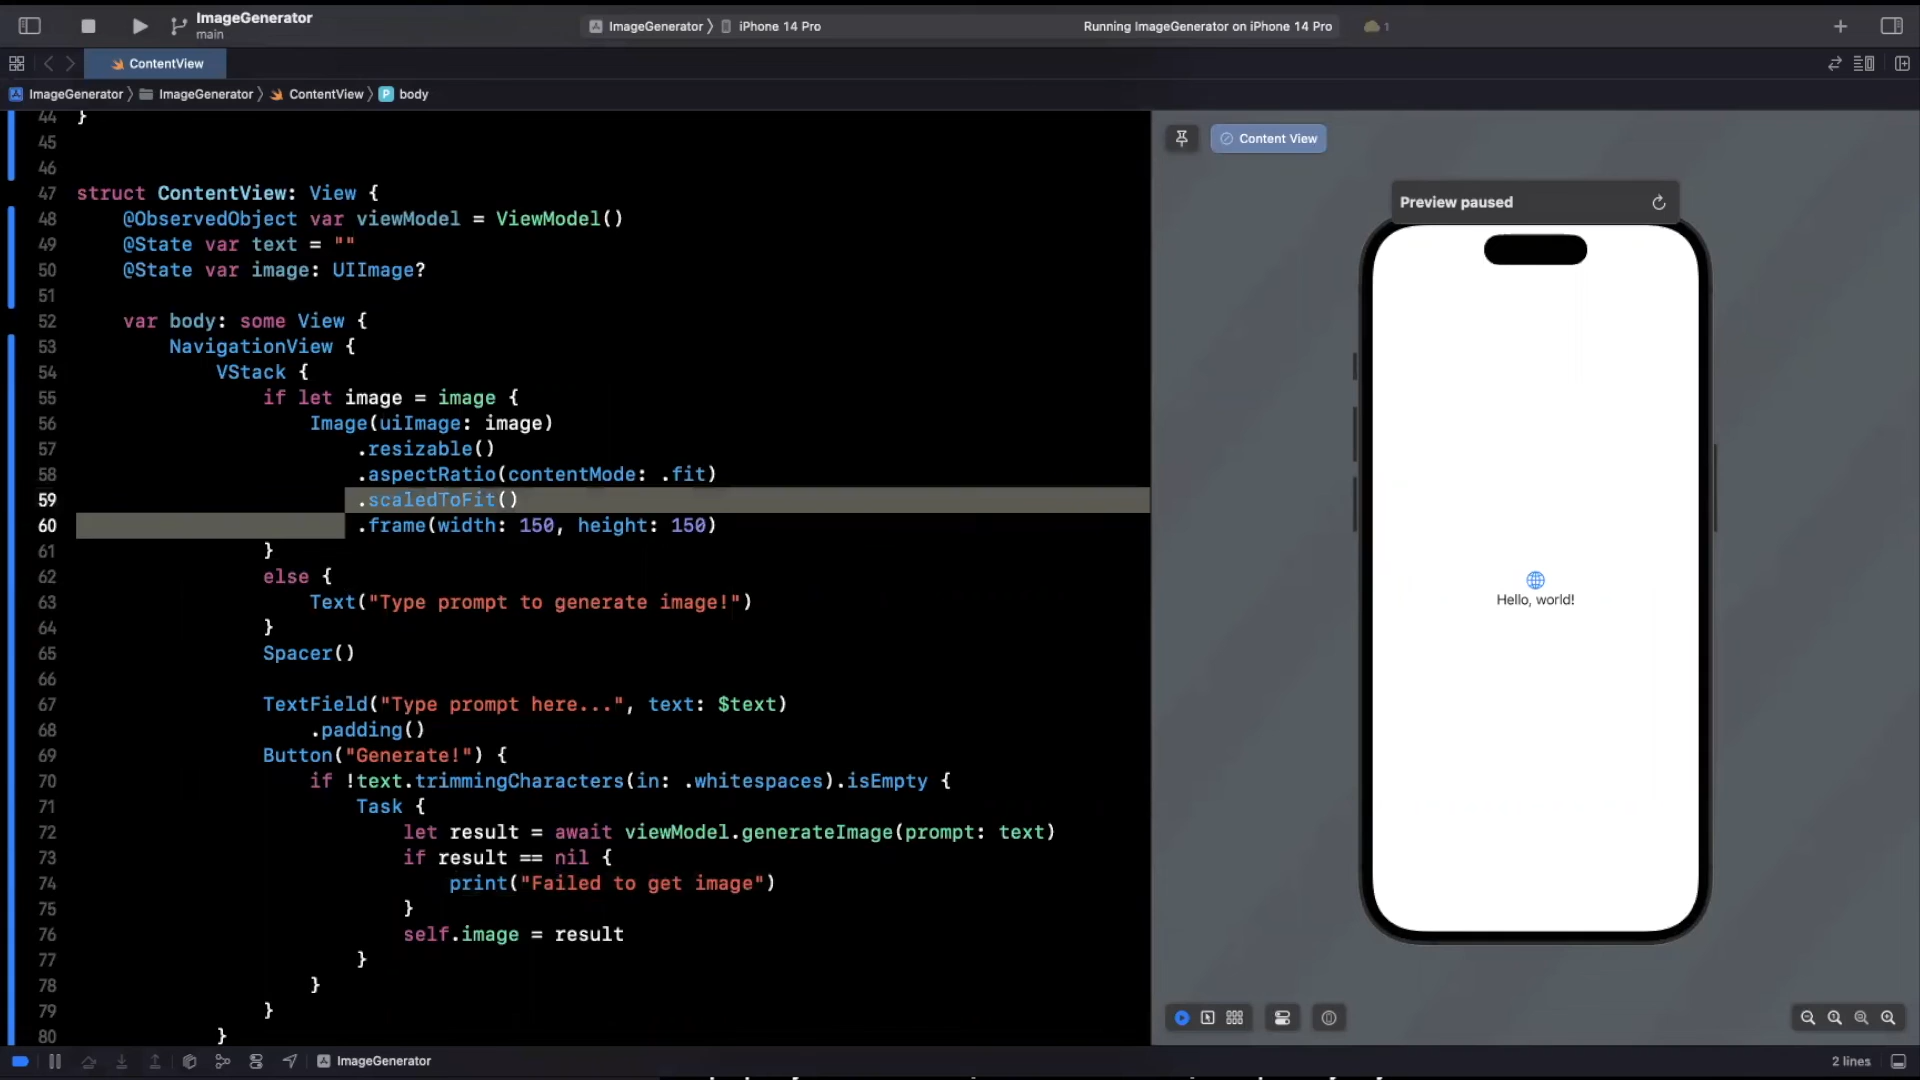 ImageGenerator
main
ImageGenerator 〉 iPhone 14 Pro
Running ImageGenerator on iPhone 14 Pro
1
ContentView
ImageGenerator 〉 ImageGenerator 〉 ContentView 〉 P body
44 }
45
46
47 struct ContentView: View {
48 @ObservedObject var viewModel = ViewModel()
49 @State var text = ""
50 @State var image: UIImage?
51
52 var body: some View {
53 NavigationView {
54 VStack {
55 if let image = image {
56 Image(uiImage: image)
57 .resizable()
58 .aspectRatio(contentMode: .fit)
59 .scaledToFit()
60 .frame(width: 150, height: 150)
61 }
62 else {
63 Text("Type prompt to generate image!")
64 }
65 Spacer()
66
67 TextField("Type prompt here...", text: $text)
68 .padding()
69 Button("Generate!") {
70 if !text.trimmingCharacters(in: .whitespaces).isEmpty {
71 Task {
72 let result = await viewModel.generateImage(prompt: text)
73 if result == nil {
74 print("Failed to get image")
75 }
76 self.image = result
77 }
78 }
79 }
80 }
Content View
Preview paused
Hello, world!
ImageGenerator
2 lines